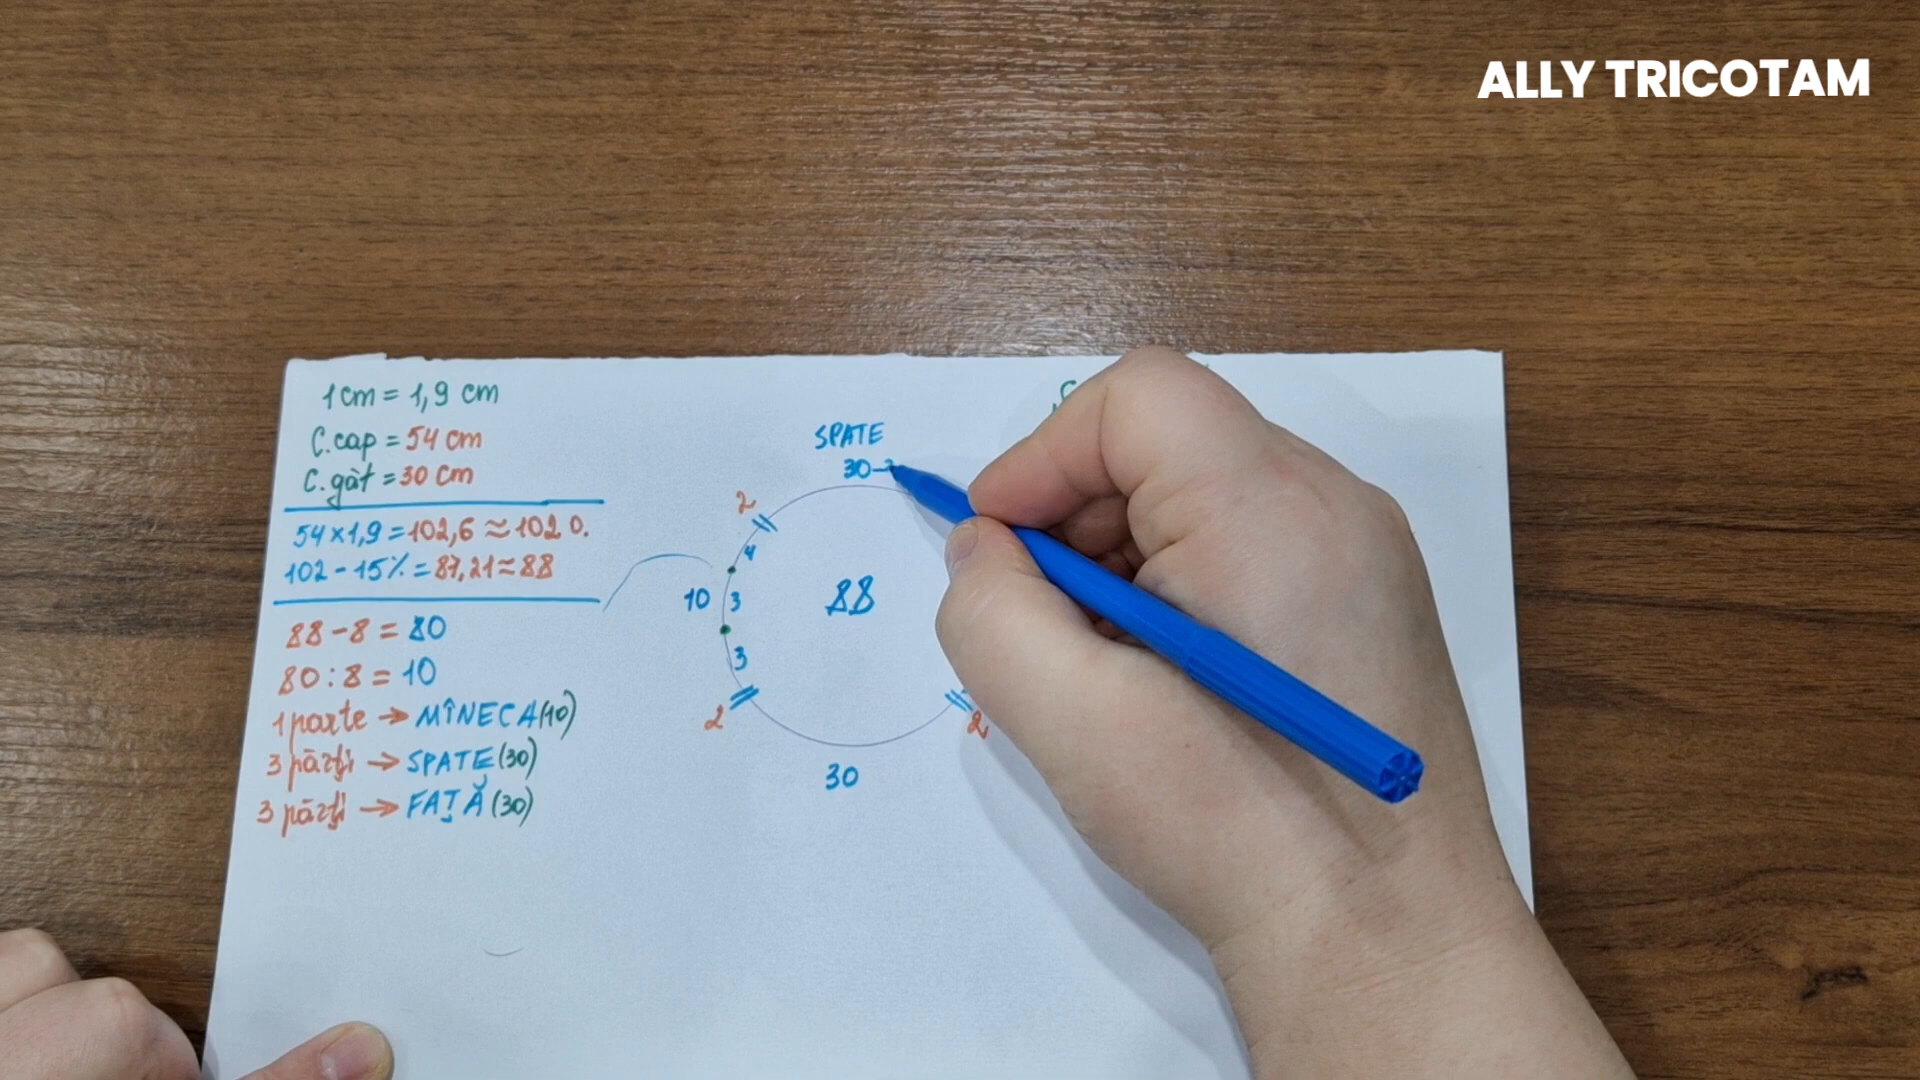 ALLY TRICOTAM
1 cm = 1,9 cm
C.cap = 54 cm
C.gât = 30 cm
54 x 1,9 = 102,6 ≈ 102 o.
102 - 15% = 87,21 ≈ 88
88 - 8 = 80
80 : 8 = 10
1 parte → MÎNECA (10)
3 părți → SPATE (30)
3 părți → FAȚĂ (30)
SPATE
30-
2
4
10 3
88
3
2
2
30